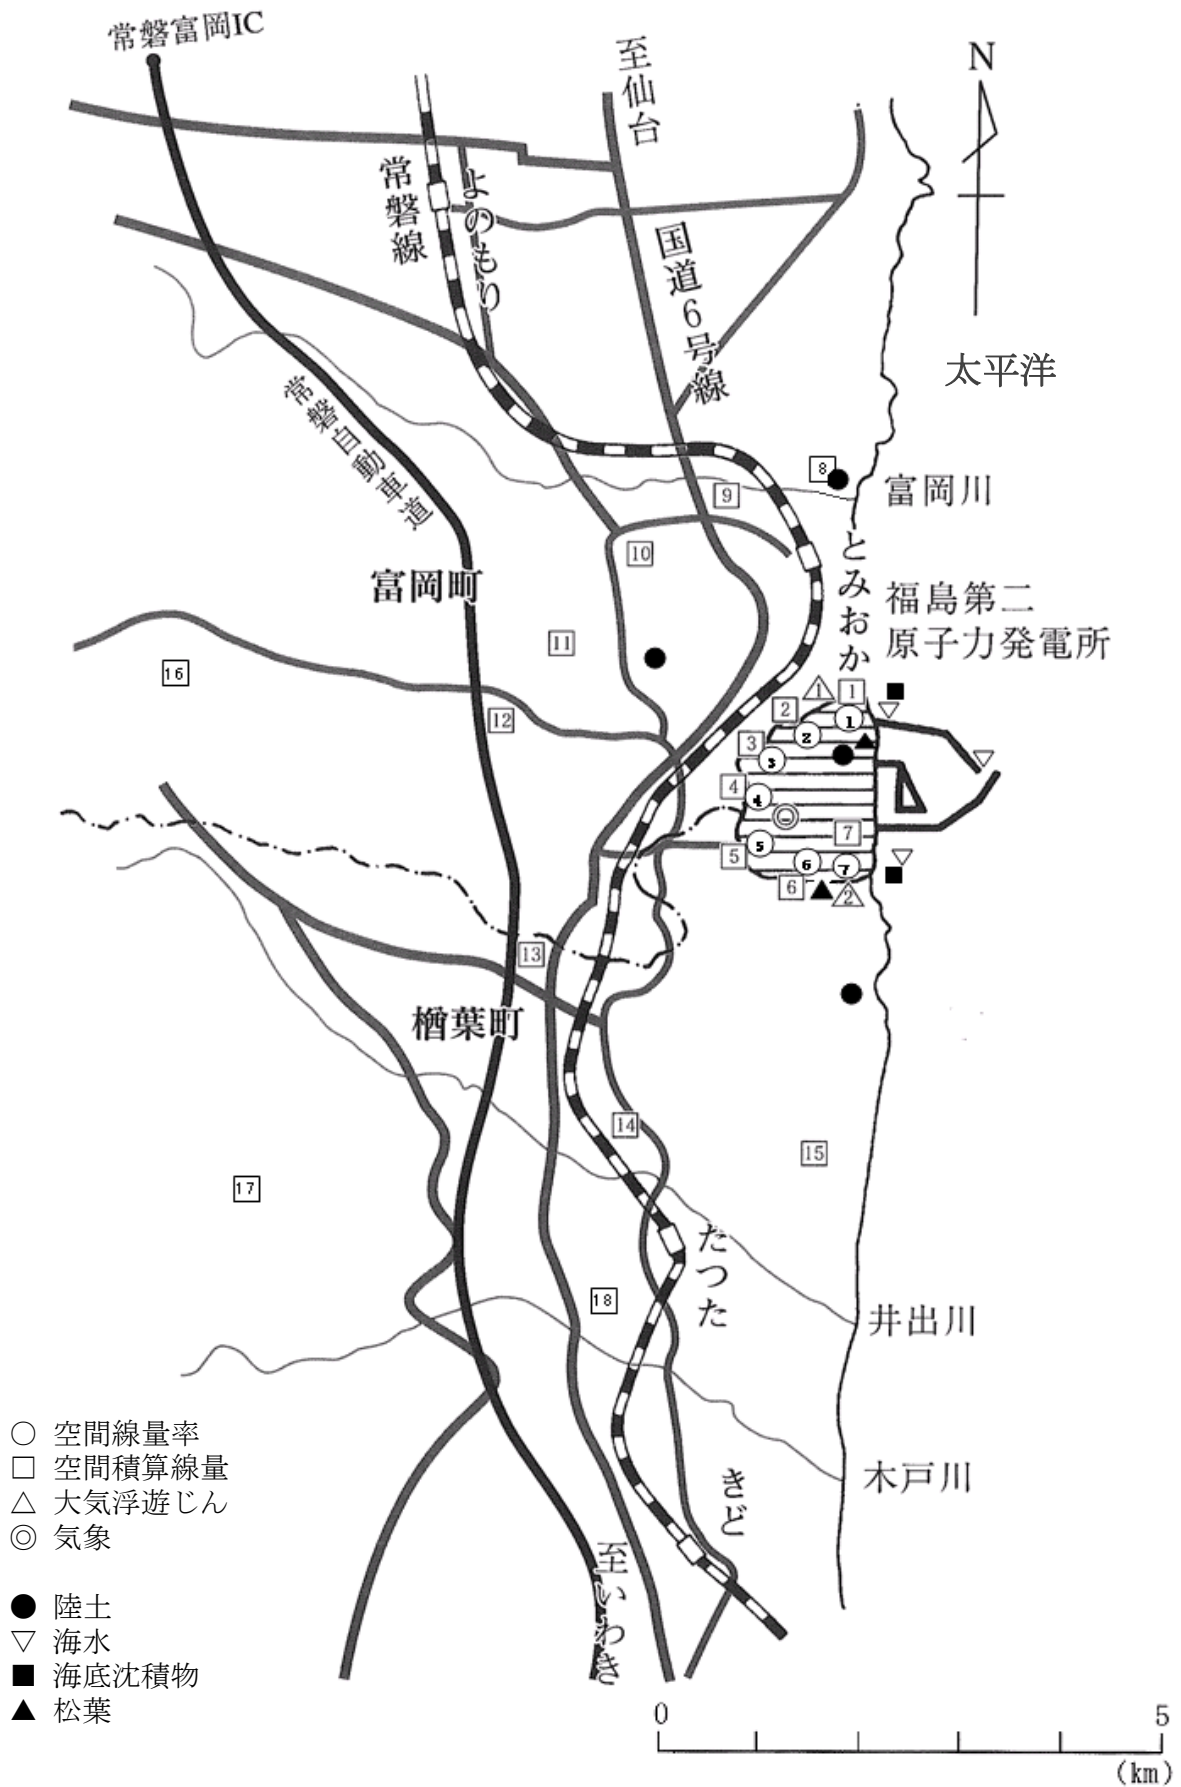 常磐富岡IC
至仙台
N
常磐線
よのもり
国道6号線
太平洋
常磐自動車道
8
富岡川
9
10
とみおか
富岡町
福島第二
原子力発電所
11
16
12
1
1
2
1
2
3
3
4
4
7
5
5
6
7
6
2
13
楢葉町
14
15
17
たつた
18
井出川
○ 空間線量率
□ 空間積算線量
△ 大気浮遊じん
◎ 気象
● 陸土
▽ 海水
■ 海底沈積物
▲ 松葉
きど
木戸川
至いわき
0 5
(km)